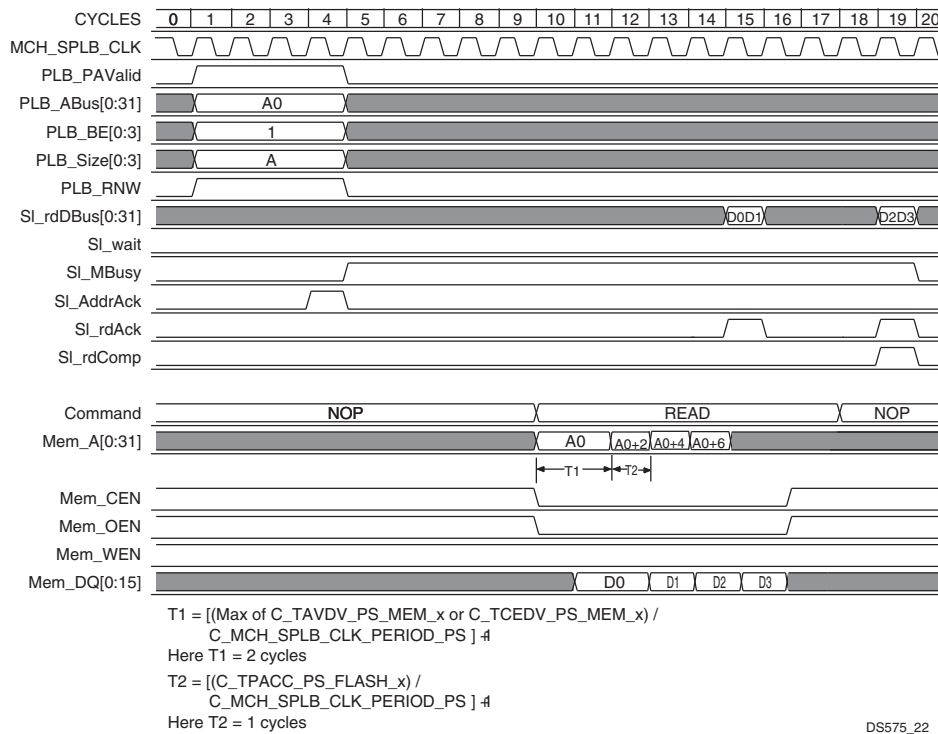 CYCLES 0 1 2 3 4 5 6 7 8 9 10 11 12 13 14 15 16 17 18 19 20
MCH_SPLB_CLK
PLB_PAValid
PLB_ABus[0:31] A0
PLB_BE[0:3] 1
PLB_Size[0:3] A
PLB_RNW
Sl_rdDBus[0:31] D0D1 D2D3
Sl_wait
Sl_MBusy
Sl_AddrAck
Sl_rdAck
Sl_rdComp
Command NOP READ NOP
Mem_A[0:31] A0 A0+2 A0+4 A0+6
T1 T2
Mem_CEN
Mem_OEN
Mem_WEN
Mem_DQ[0:15] D0 D1 D2 D3
T1 = [(Max of C_TAVDV_PS_MEM_x or C_TCEDV_PS_MEM_x) /
C_MCH_SPLB_CLK_PERIOD_PS ] +1
Here T1 = 2 cycles
T2 = [(C_TPACC_PS_FLASH_x) /
C_MCH_SPLB_CLK_PERIOD_PS ] +1
Here T2 = 1 cycles
DS575_22